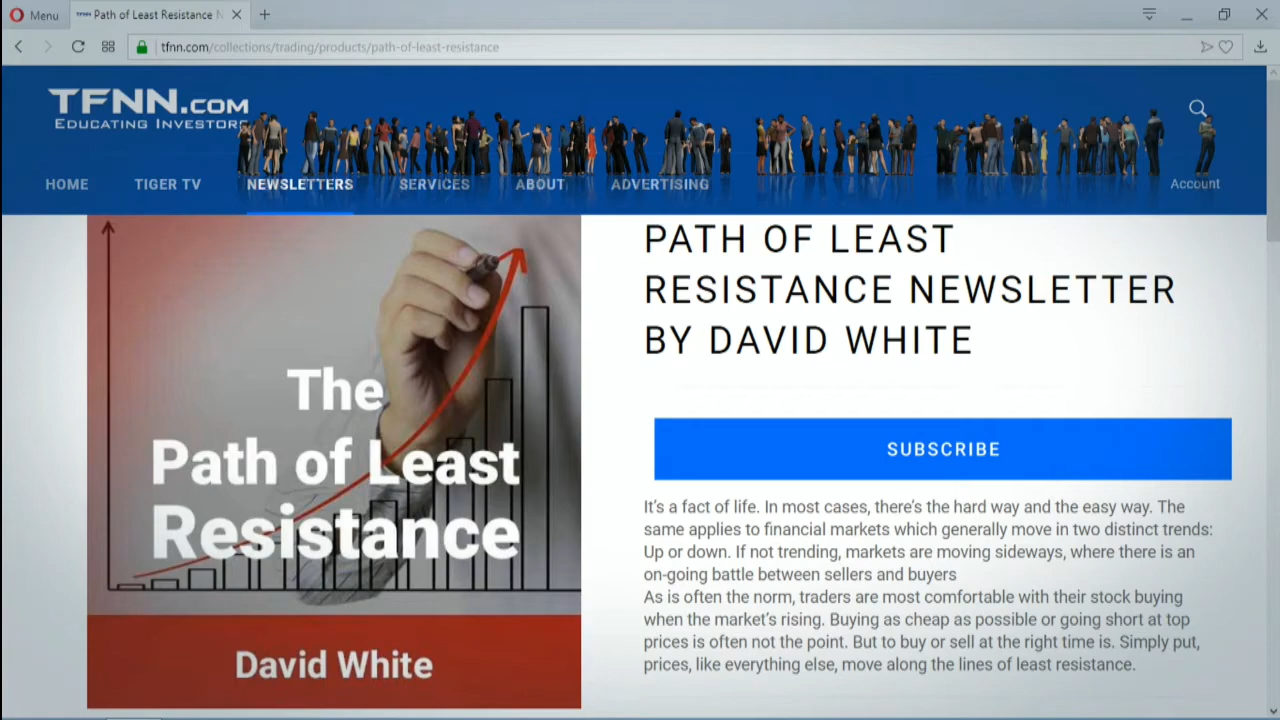 Menu
TFNN Path of Least Resistance N
tfnn.com/collections/trading/products/path-of-least-resistance
TFNN.COM
EDUCATING INVESTORS
HOME
TIGER TV
NEWSLETTERS
SERVICES
ABOUT
ADVERTISING
Account
The
Path of Least
Resistance
David White
PATH OF LEAST
RESISTANCE NEWSLETTER
BY DAVID WHITE
SUBSCRIBE
It’s a fact of life. In most cases, there’s the hard way and the easy way. The
same applies to financial markets which generally move in two distinct trends:
Up or down. If not trending, markets are moving sideways, where there is an
on-going battle between sellers and buyers
As is often the norm, traders are most comfortable with their stock buying
when the market’s rising. Buying as cheap as possible or going short at top
prices is often not the point. But to buy or sell at the right time is. Simply put,
prices, like everything else, move along the lines of least resistance.